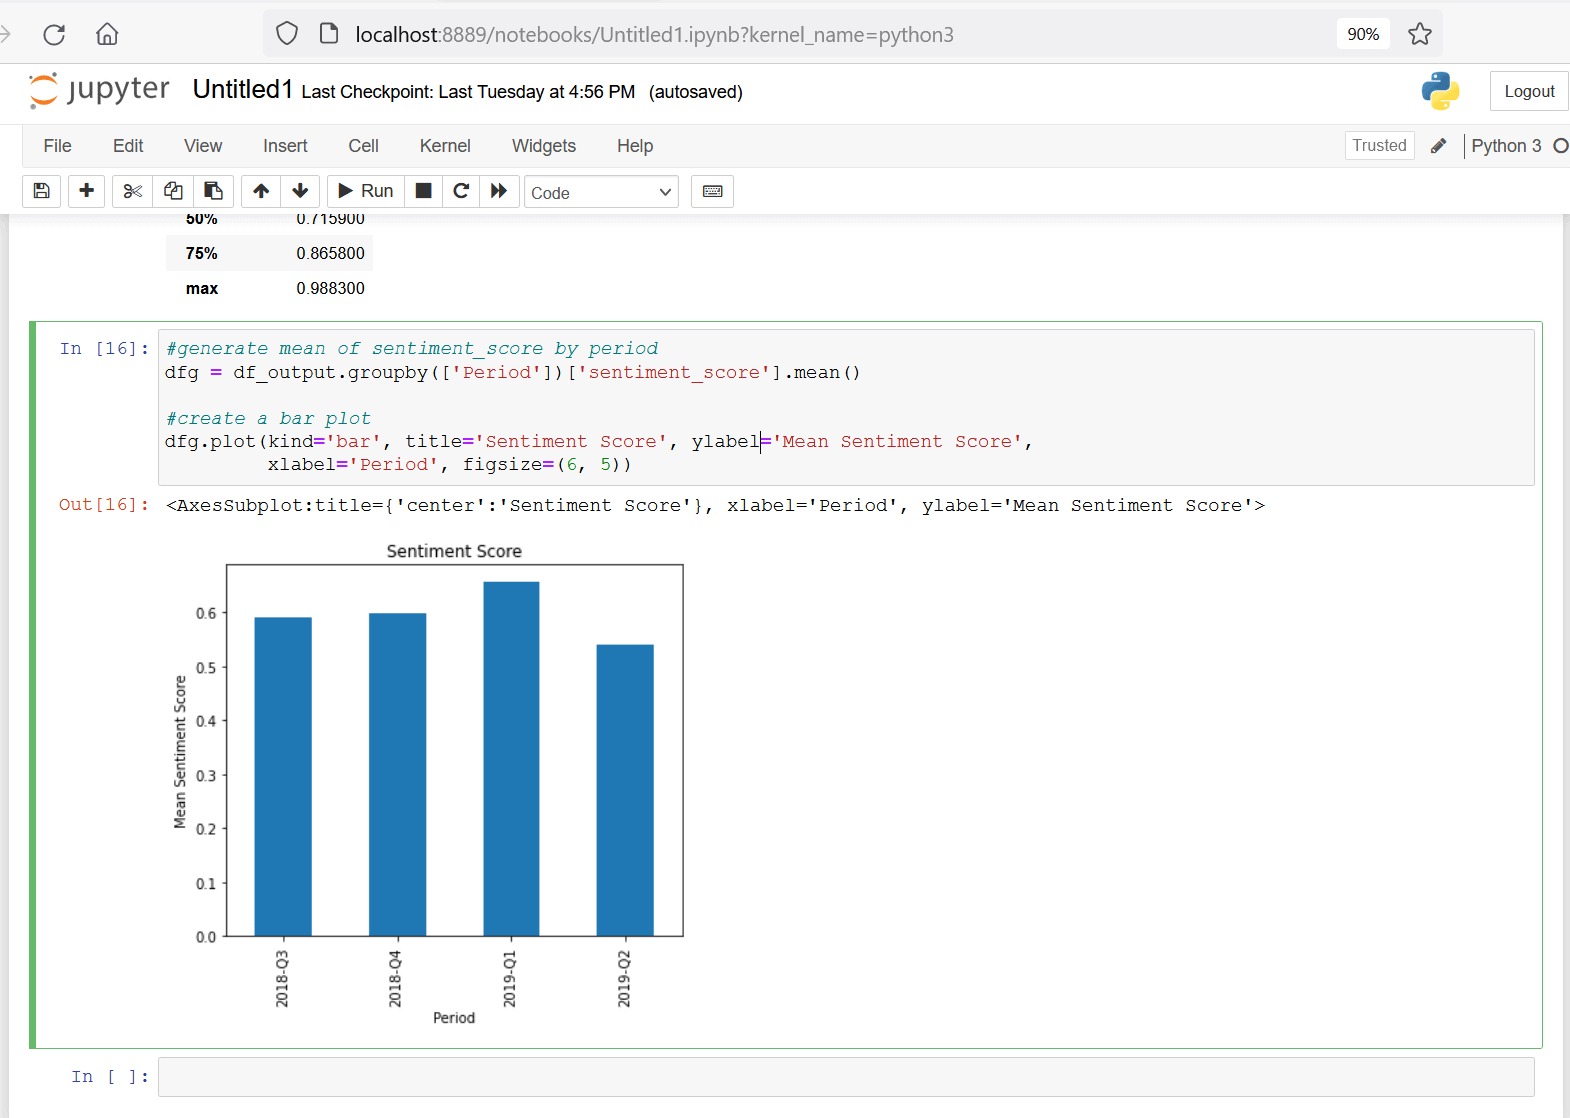 localhost:8889/notebooks/Untitled1.ipynb?kernel_name=python3 90%
jupyter Untitled1 Last Checkpoint: Last Tuesday at 4:56 PM (autosaved) Logout
File Edit View Insert Cell Kernel Widgets Help Trusted Python 3
Run Code
50% 0.715900
75% 0.865800
max 0.988300
In [16]: #generate mean of sentiment_score by period
dfg = df_output.groupby(['Period'])['sentiment_score'].mean()
#create a bar plot
dfg.plot(kind='bar', title='Sentiment Score', ylabel='Mean Sentiment Score',
xlabel='Period', figsize=(6, 5))
Out[16]: <AxesSubplot:title={'center':'Sentiment Score'}, xlabel='Period', ylabel='Mean Sentiment Score'>
Sentiment Score
Mean Sentiment Score
0.6
0.5
0.4
0.3
0.2
0.1
0.0
2018-Q3 2018-Q4 2019-Q1 2019-Q2
Period
In [ ]: